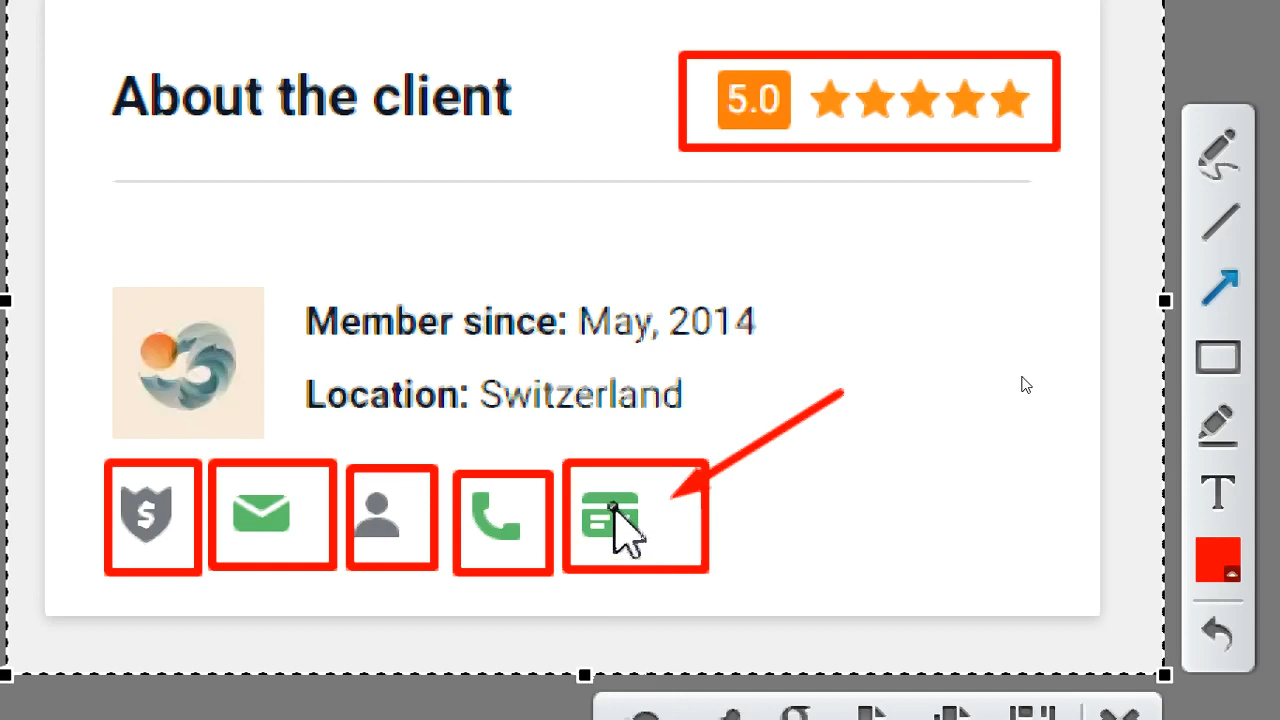 About the client
5.0
Member since: May, 2014
Location: Switzerland
$
T